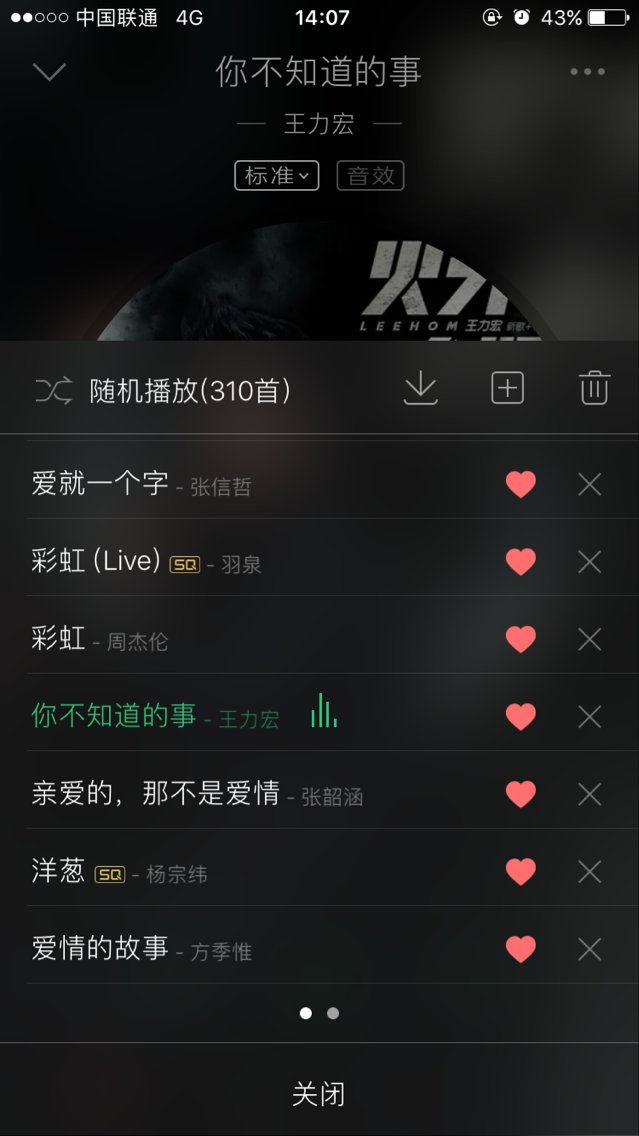 中国联通 4G 14:07 43%
你不知道的事
王力宏
标准 音效
火力
LEEHOM 王力宏 新歌+
随机播放(310首)
爱就一个字 - 张信哲
彩虹 (Live) SQ - 羽泉
彩虹 - 周杰伦
你不知道的事 - 王力宏
亲爱的，那不是爱情 - 张韶涵
洋葱 SQ - 杨宗纬
爱情的故事 - 方季惟
关闭